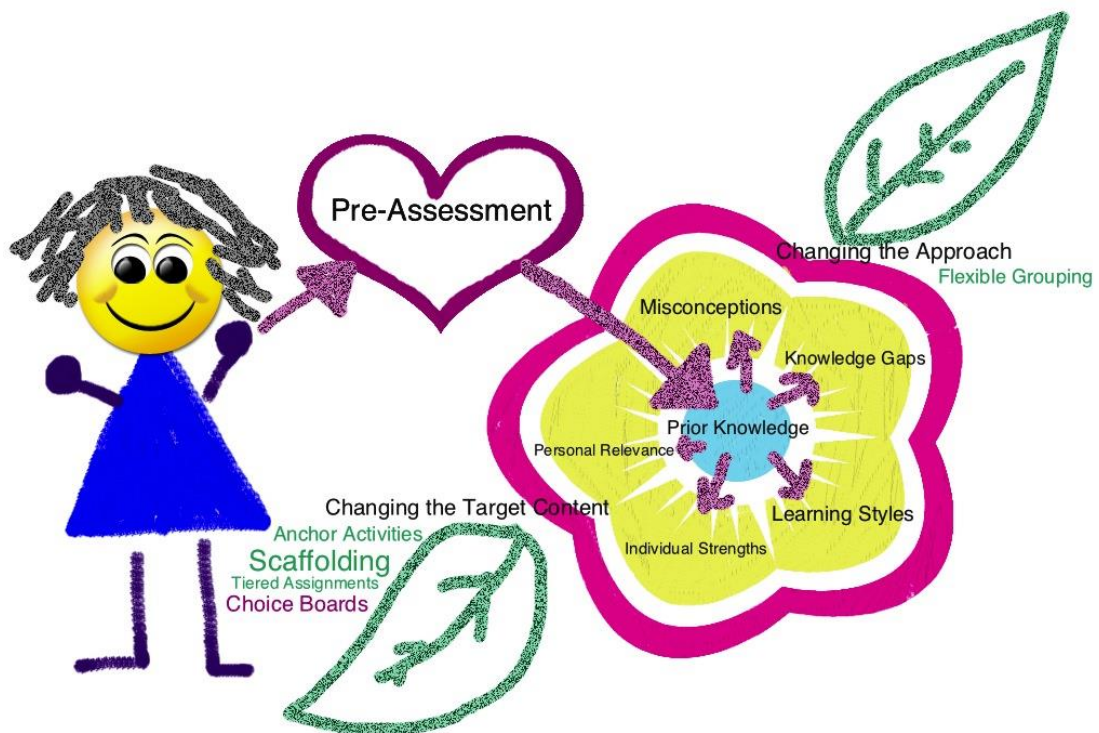 Pre-Assessment
Changing the Approach
Flexible Grouping
Misconceptions
Knowledge Gaps
Prior Knowledge
Personal Relevance
Learning Styles
Individual Strengths
Changing the Target Content
Anchor Activities
Scaffolding
Tiered Assignments
Choice Boards